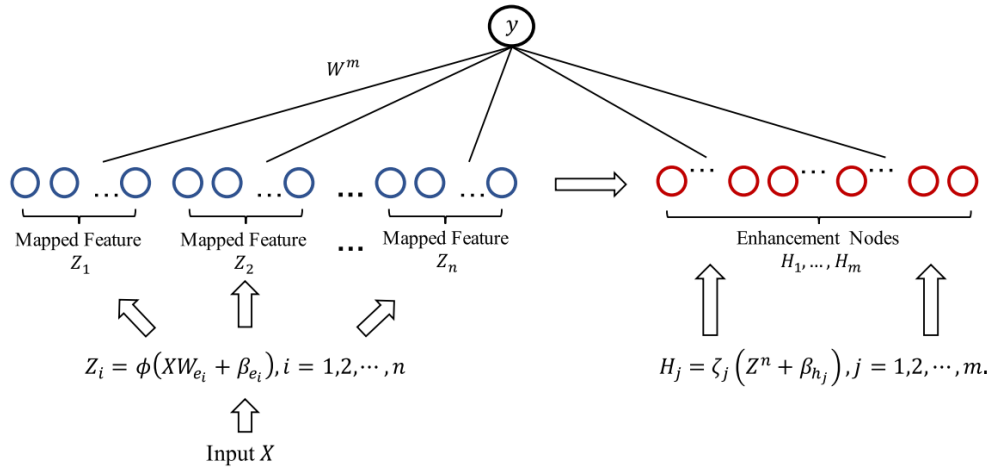 y
W^m
... ... ... ... ... ... ...
Mapped Feature Mapped Feature ... Mapped Feature Enhancement Nodes
Z_1 Z_2 Z_n H_1, ..., H_m
Z_i = ϕ(XW_{e_i} + β_{e_i}), i = 1,2,⋯,n H_j = ζ_j(Z^n + β_{h_j}), j = 1,2,⋯,m.
Input X